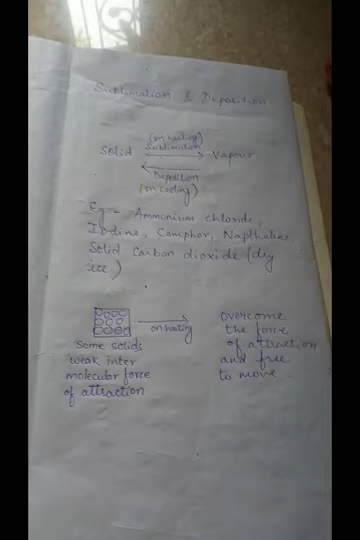 Sublimation & Deposition
(on heating)
Solid Sublimation Vapour
Deposition
(on cooling)
Eg - Ammonium chloride,
Iodine, Camphor, Napthalene
Solid Carbon dioxide (dry
ice)
on heating
Some solids
weak inter
molecular force
of attraction
overcome
the force
of attraction
and free
to move.